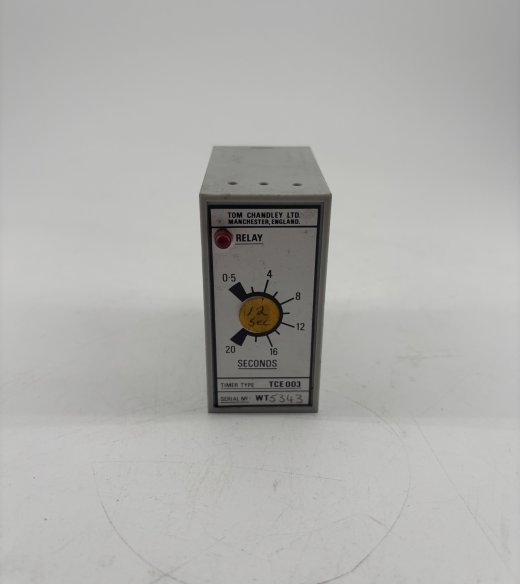 TOM CHANDLEY LTD.
MANCHESTER, ENGLAND.
RELAY
0·5
4
8
12
16
20
12
sec
SECONDS
TIMER TYPE TCE003
SERIAL Nº: WT5343